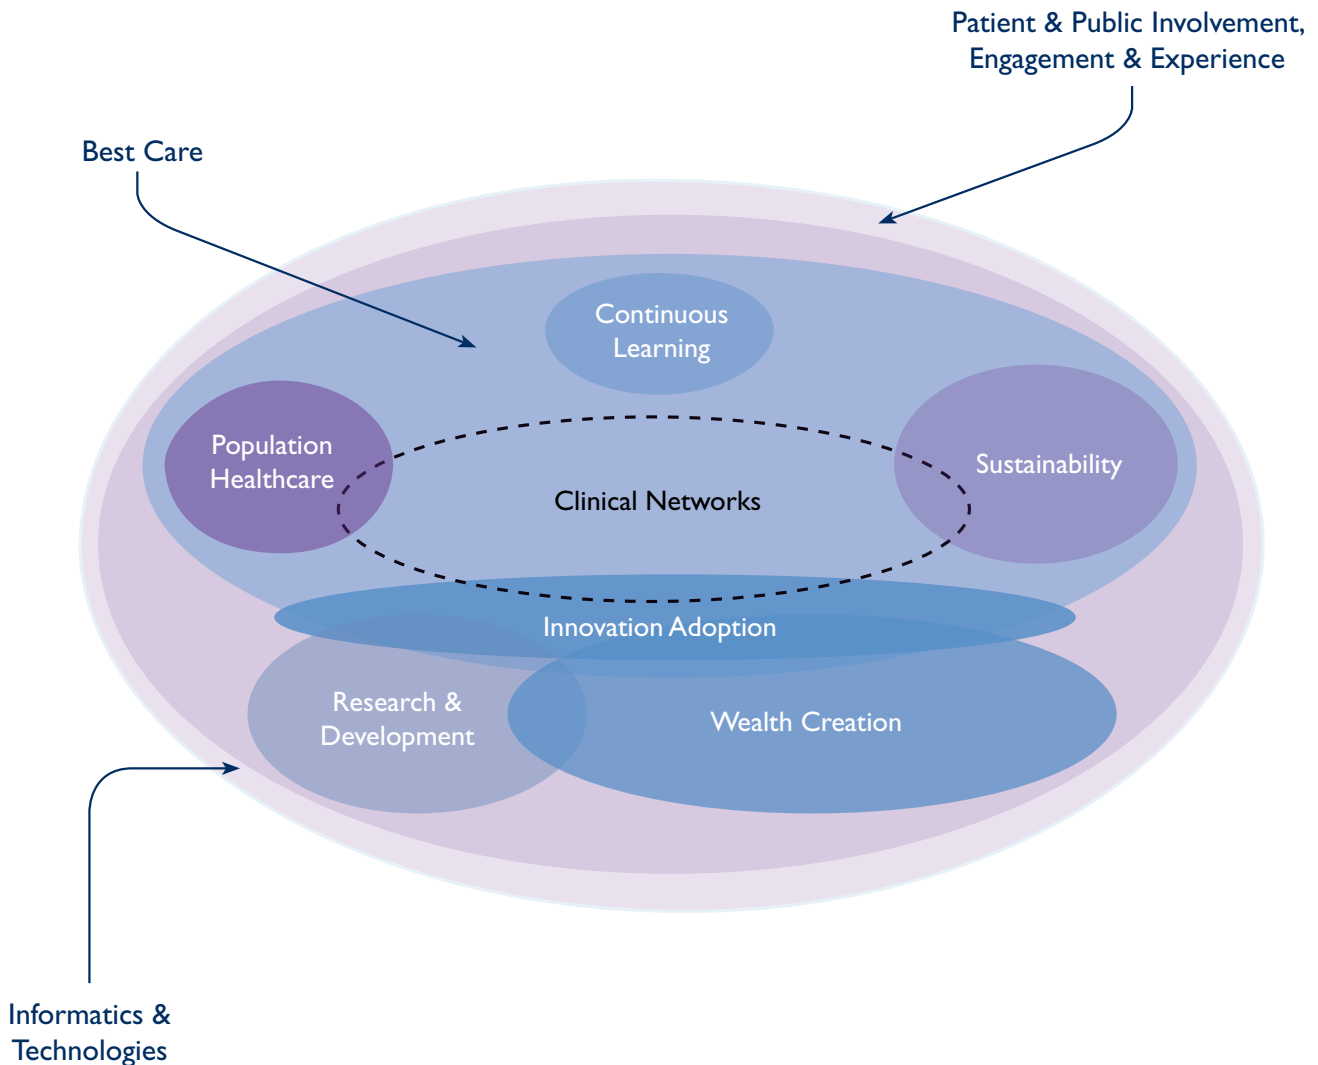 Patient & Public Involvement,
Engagement & Experience
Best Care
Continuous
Learning
Population
Healthcare
Sustainability
Clinical Networks
Innovation Adoption
Research &
Development
Wealth Creation
Informatics &
Technologies